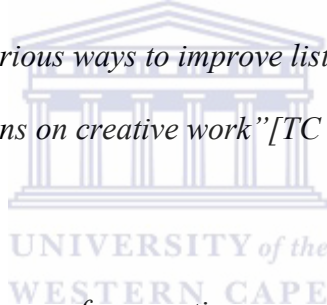 rious ways to improve list
ns on creative work”[TC
UNIVERSITY of the
WESTERN CAPE